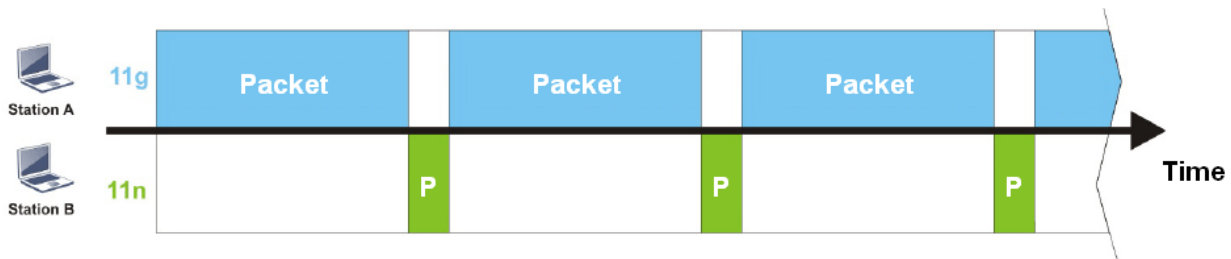 Station A
11g
Packet
Packet
Packet
Station B
11n
P
P
P
Time